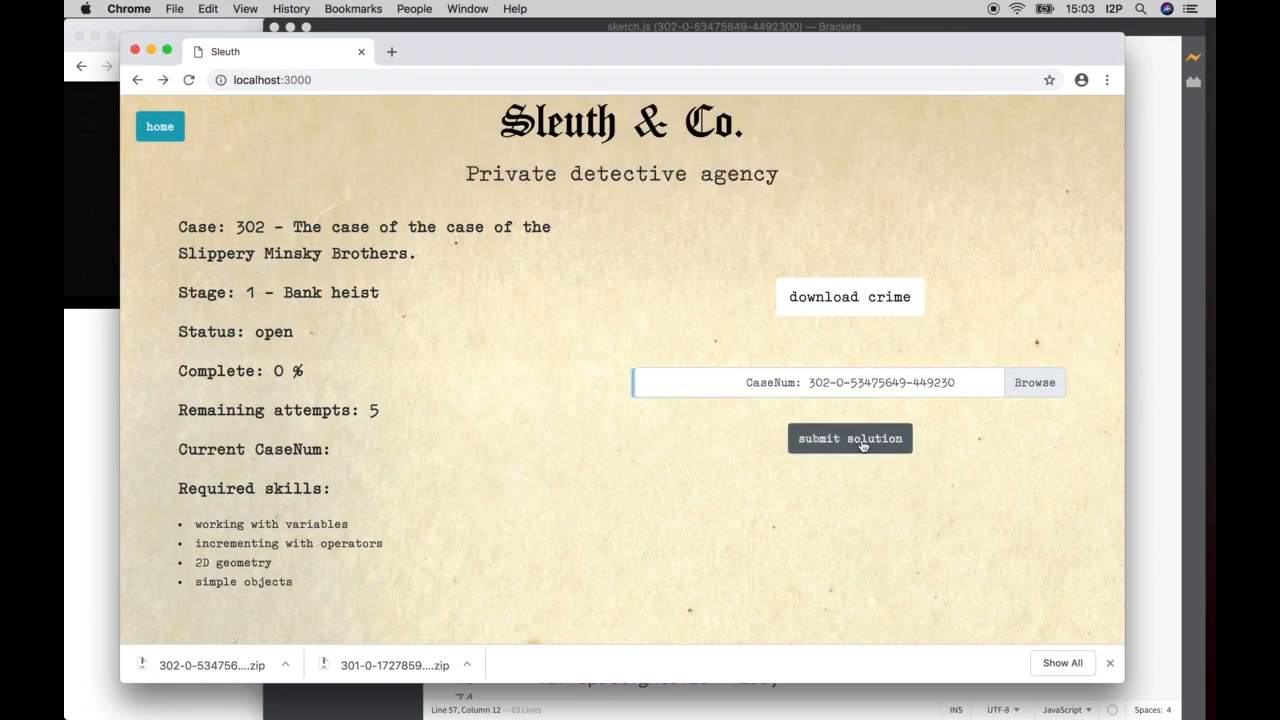 Chrome File Edit View History Bookmarks People Window Help 15:03 I2P
sketch.js (302-0-53475649-4492300) — Brackets
Sleuth
localhost:3000
home
Sleuth & Co.
Private detective agency
Case: 302 - The case of the case of the
Slippery Minsky Brothers.
Stage: 1 - Bank heist
Status: open
Complete: 0 %
Remaining attempts: 5
Current CaseNum:
Required skills:
• working with variables
• incrementing with operators
• 2D geometry
• simple objects
download crime
CaseNum: 302-0-53475649-449230 Browse
submit solution
302-0-534756....zip 301-0-1727859....zip Show All
74
Line 57, Column 12 — 83 Lines INS UTF-8 JavaScript Spaces: 4